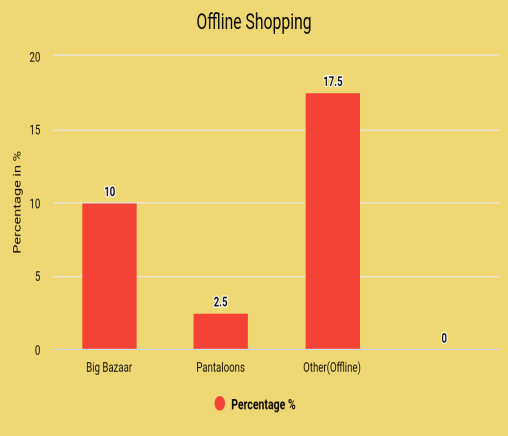 Offline Shopping
Percentage in %
20
15
10
5
0
10
2.5
17.5
0
Big Bazaar
Pantaloons
Other(Offline)
Percentage %